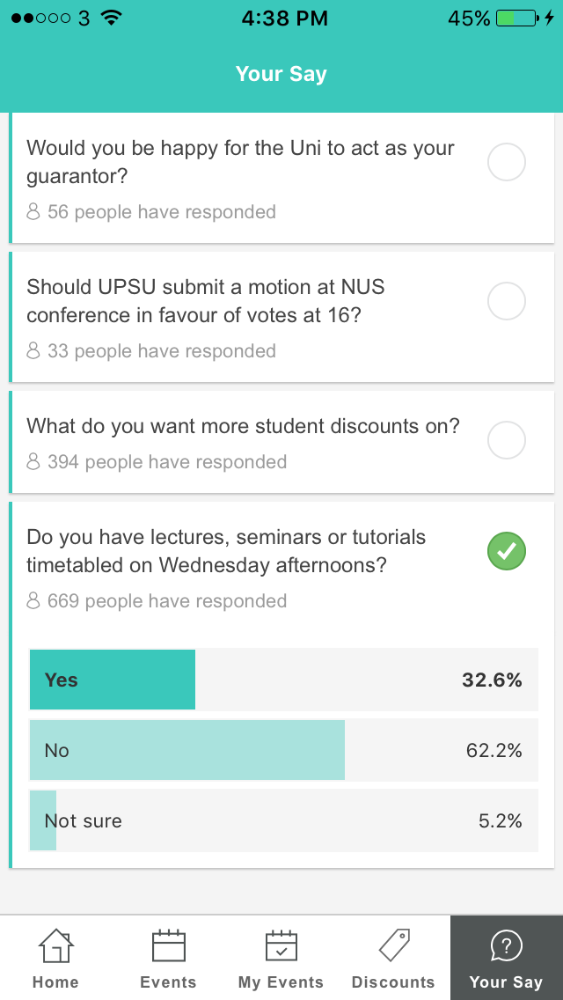 3 4:38 PM 45%
Your Say
Would you be happy for the Uni to act as your
guarantor?
56 people have responded
Should UPSU submit a motion at NUS
conference in favour of votes at 16?
33 people have responded
What do you want more student discounts on?
394 people have responded
Do you have lectures, seminars or tutorials
timetabled on Wednesday afternoons?
669 people have responded
Yes 32.6%
No 62.2%
Not sure 5.2%
Home Events My Events Discounts Your Say